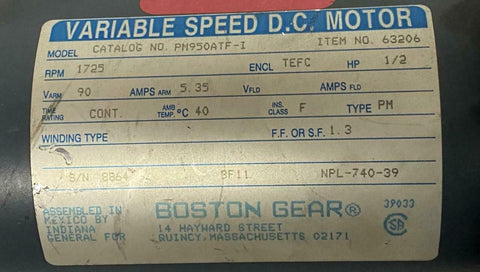 VARIABLE SPEED D.C. MOTOR
MODEL CATALOG NO. PM950ATF-I ITEM NO. 63206
RPM 1725 ENCL TEFC HP 1/2
VARM 90 AMPS ARM 5.35 VFLD AMPS/FLD
TIME RATING CONT. AMB TEMP. °C 40 INS. CLASS F TYPE PM
WINDING TYPE F.F. OR S.F. 1.3
S/N 8864 8F11 NPL-740-39
ASSEMBLED IN
MEXICO BY
INDIANA
GENERAL FOR
BOSTON GEAR®
14 HAYWARD STREET
QUINCY, MASSACHUSETTS 02171
39033
SA